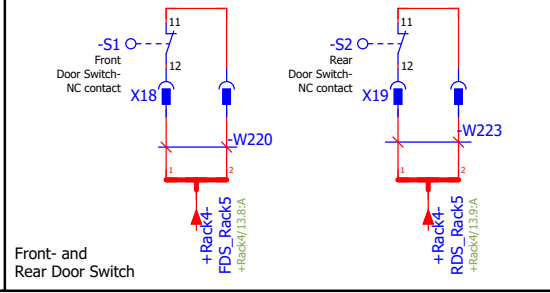 11
-S1
Front
Door Switch-
NC contact
12
X18
-W220
1
2
+Rack4-
FDS_Rack5
+Rack4/13.8:A
11
-S2
Rear
Door Switch-
NC contact
12
X19
-W223
1
2
+Rack4-
RDS_Rack5
+Rack4/13.9:A
Front- and
Rear Door Switch